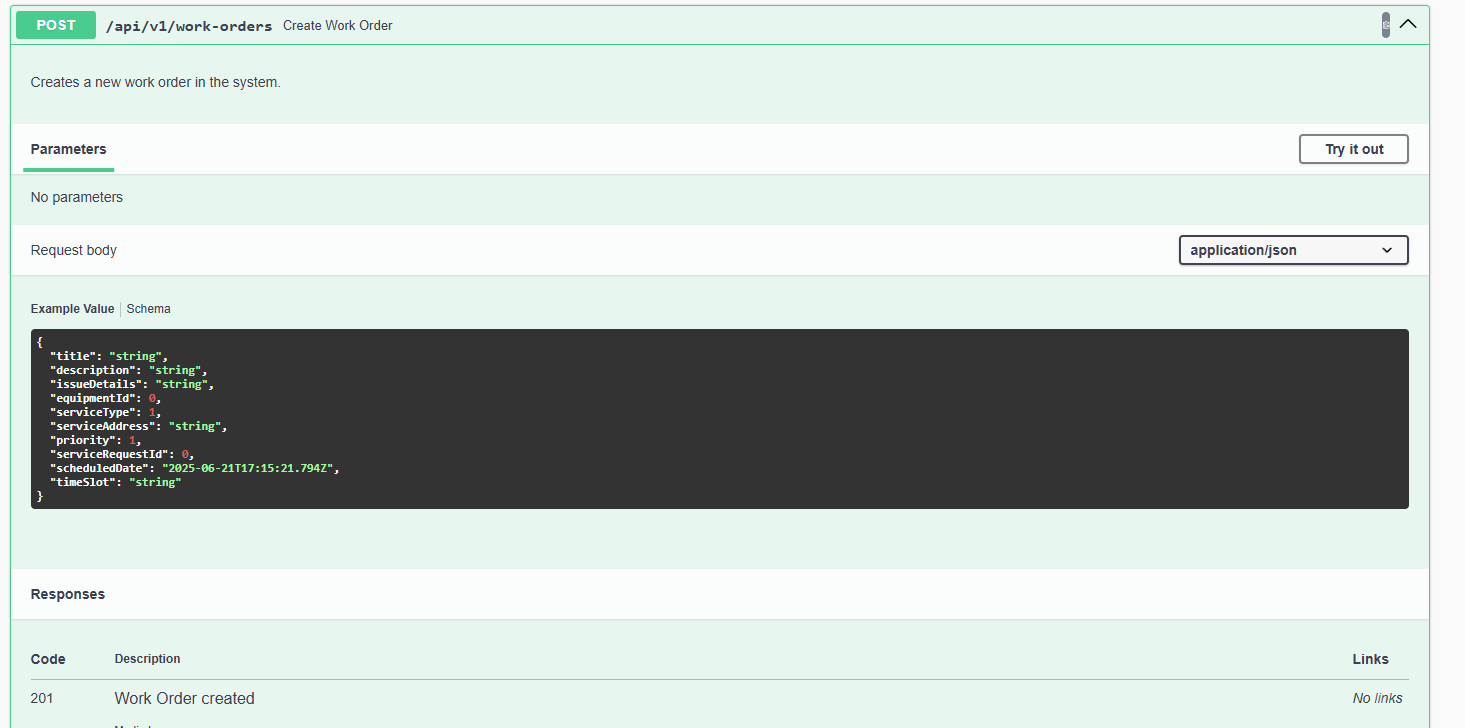 POST /api/v1/work-orders Create Work Order
Creates a new work order in the system.
Parameters
Try it out
No parameters
Request body
application/json
Example Value Schema
{
"title": "string",
"description": "string",
"issueDetails": "string",
"equipmentId": 0,
"serviceType": 1,
"serviceAddress": "string",
"priority": 1,
"serviceRequestId": 0,
"scheduledDate": "2025-06-21T17:15:21.794Z",
"timeSlot": "string"
}
Responses
Code Description Links
201 Work Order created No links